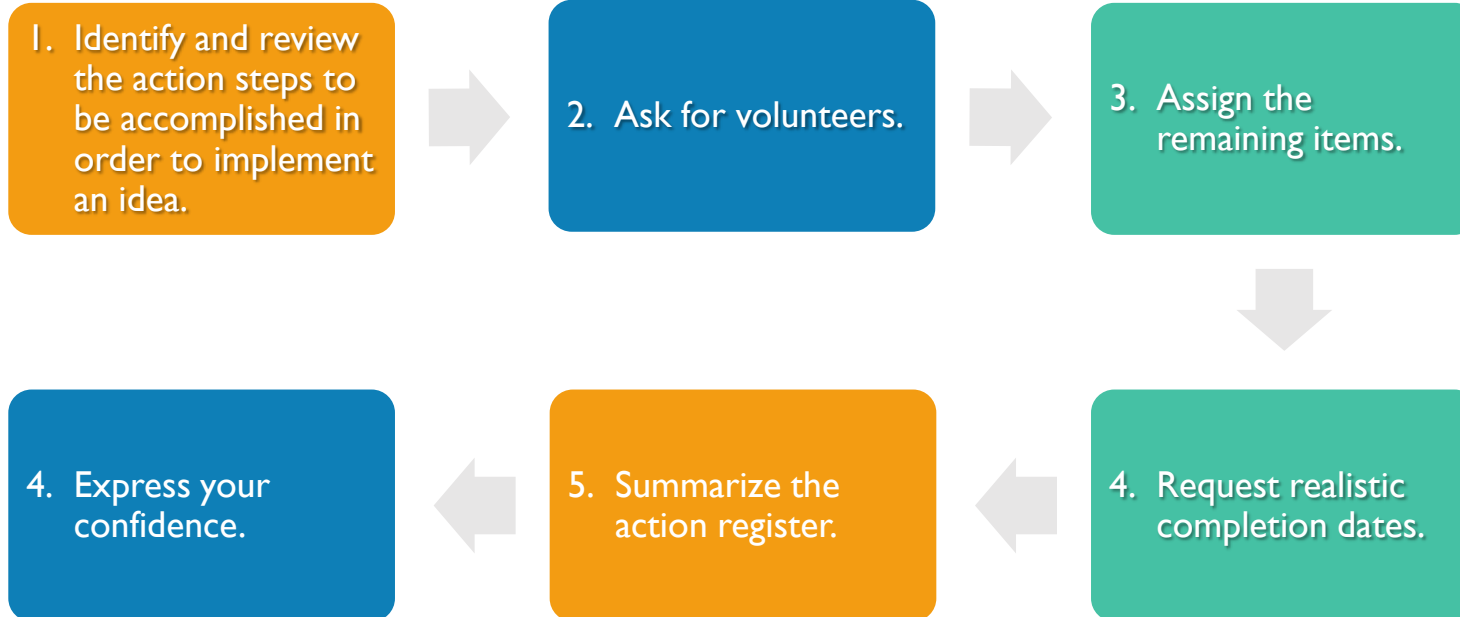 1. Identify and review
the action steps to
be accomplished in
order to implement
an idea.
2. Ask for volunteers.
3. Assign the
remaining items.
4. Request realistic
completion dates.
5. Summarize the
action register.
4. Express your
confidence.